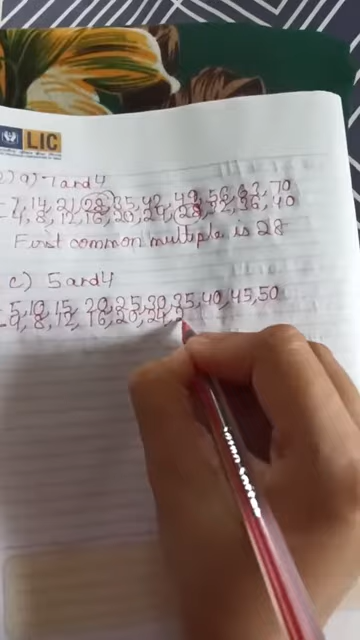 LIC
2) a) 7 and 4
= 7, 14, 21, 28, 35, 42, 49, 56, 63, 70
4, 8, 12, 16, 20, 24, 28, 32, 36, 40
First common multiple is 28
c) 5 and 4
= 5, 10, 15, 20, 25, 30, 35, 40, 45, 50
= 4, 8, 12, 16, 20, 24, 2